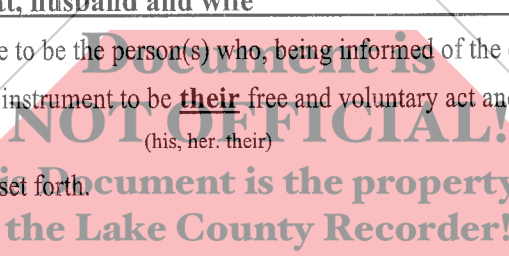 tt, husband and wife
e to be the person(s) who, being informed of the
Document is
instrument to be their free and voluntary act and
NOT OFFICIAL!
(his, her. their)
is Document is the property
set forth.
the Lake County Recorder!